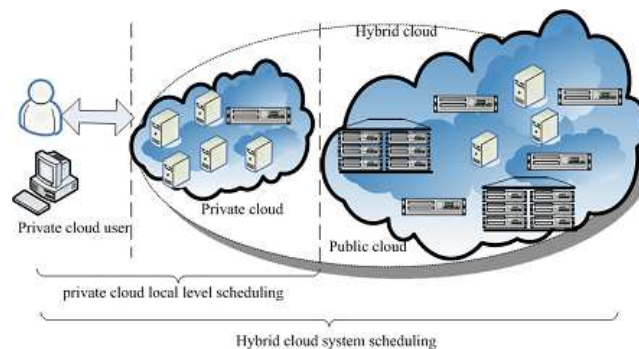 Hybrid cloud
Private cloud
Private cloud user
Public cloud
private cloud local level scheduling
Hybrid cloud system scheduling